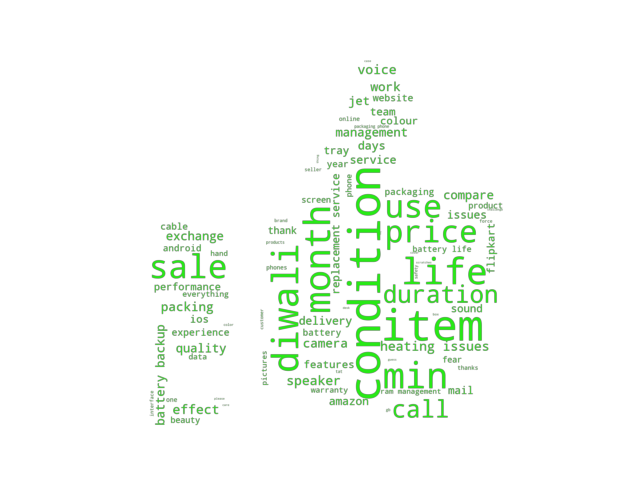 voice
work
jet website
team
online colour
packaging phone
management
days
tray
service
year
seller
phone
condition
replacement service
screen
month
packaging
compare
use
product
issues
force
price
flipkart
battery life
life
brand
thank
products
diwali
phones
cable
exchange
android
hand
sale
performance
everything
packing
ios
experience
quality
data
battery backup
interface
one
effect
beauty
duration
sound
customer
delivery
item
battery
camera
heating issues
pictures
features
fear
thanks
min
speaker
warranty
ram management
mail
amazon
call